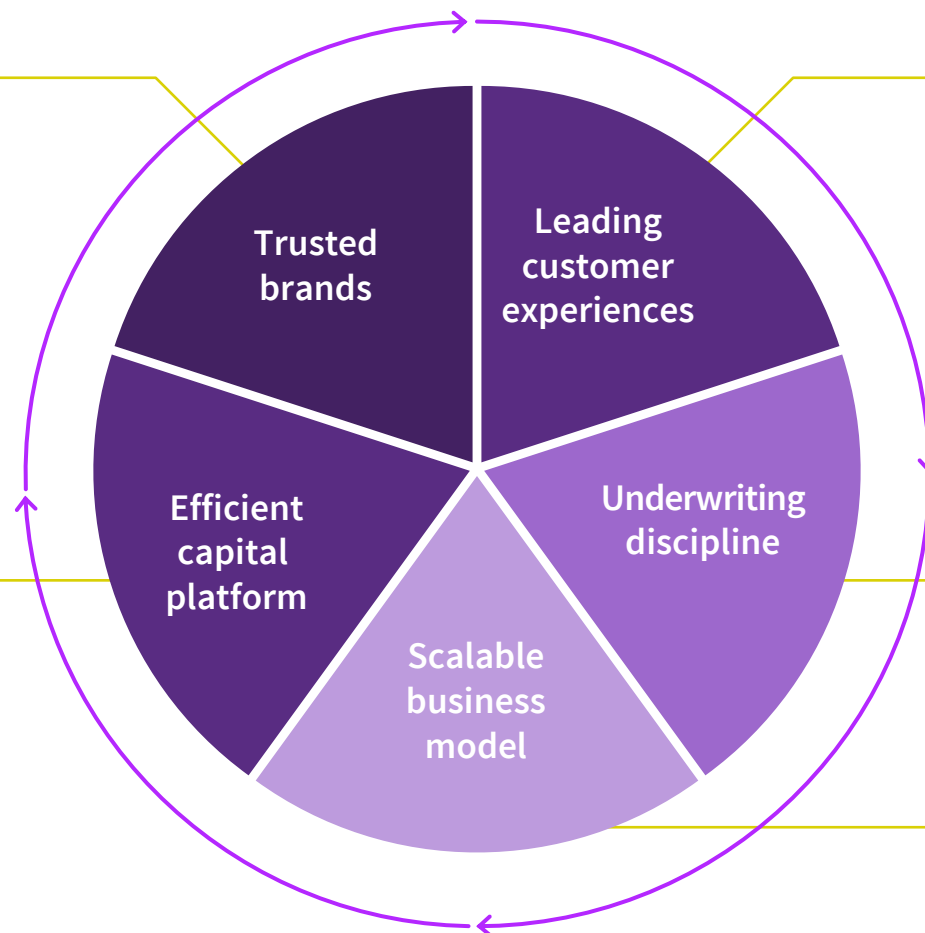 Trusted
brands
Leading
customer
experiences
Underwriting
discipline
Scalable
business
model
Efficient
capital
platform